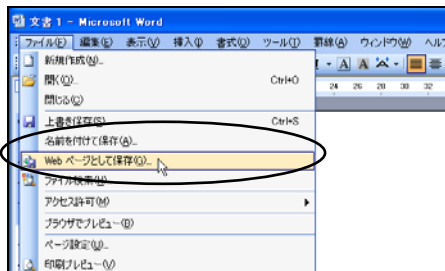 文書 1 - Microsoft Word
ファイル(F) 編集(E) 表示(V) 挿入(I) 書式(O) ツール(T) 罫線(A) ウィンドウ(W) ヘル
新規作成(N)...
開く(O)... Ctrl+O
閉じる(C)
24 26 28 30 32
上書き保存(S) Ctrl+S
名前を付けて保存(A)...
Web ページとして保存(G)...
ファイル検索(H)...
アクセス許可(M)
ブラウザでプレビュー(B)
ページ設定(U)...
印刷プレビュー(V)